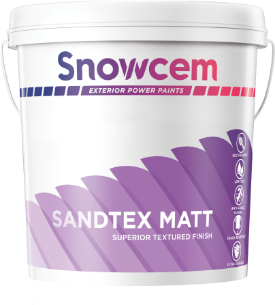 Snowcem
EXTERIOR POWER PAINTS
SANDTEX MATT
SUPERIOR TEXTURED FINISH